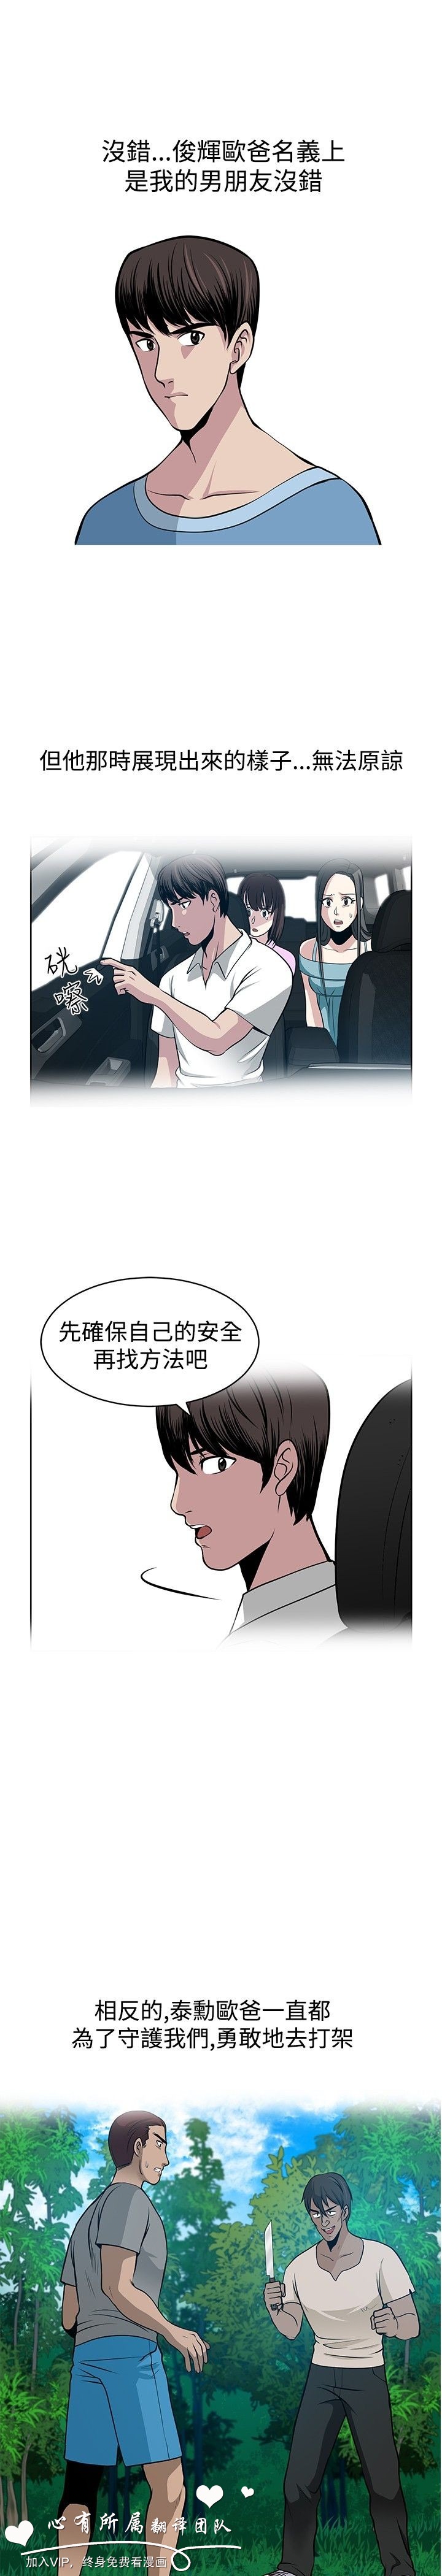 沒錯...俊輝歐爸名義上
是我的男朋友沒錯
但他那時展現出來的樣子...無法原諒
硄
嚓
先確保自己的安全
再找方法吧
相反的,泰勳歐爸一直都
為了守護我們,勇敢地去打架
心有所属翻译团队
加入VIP，终身免费看漫画